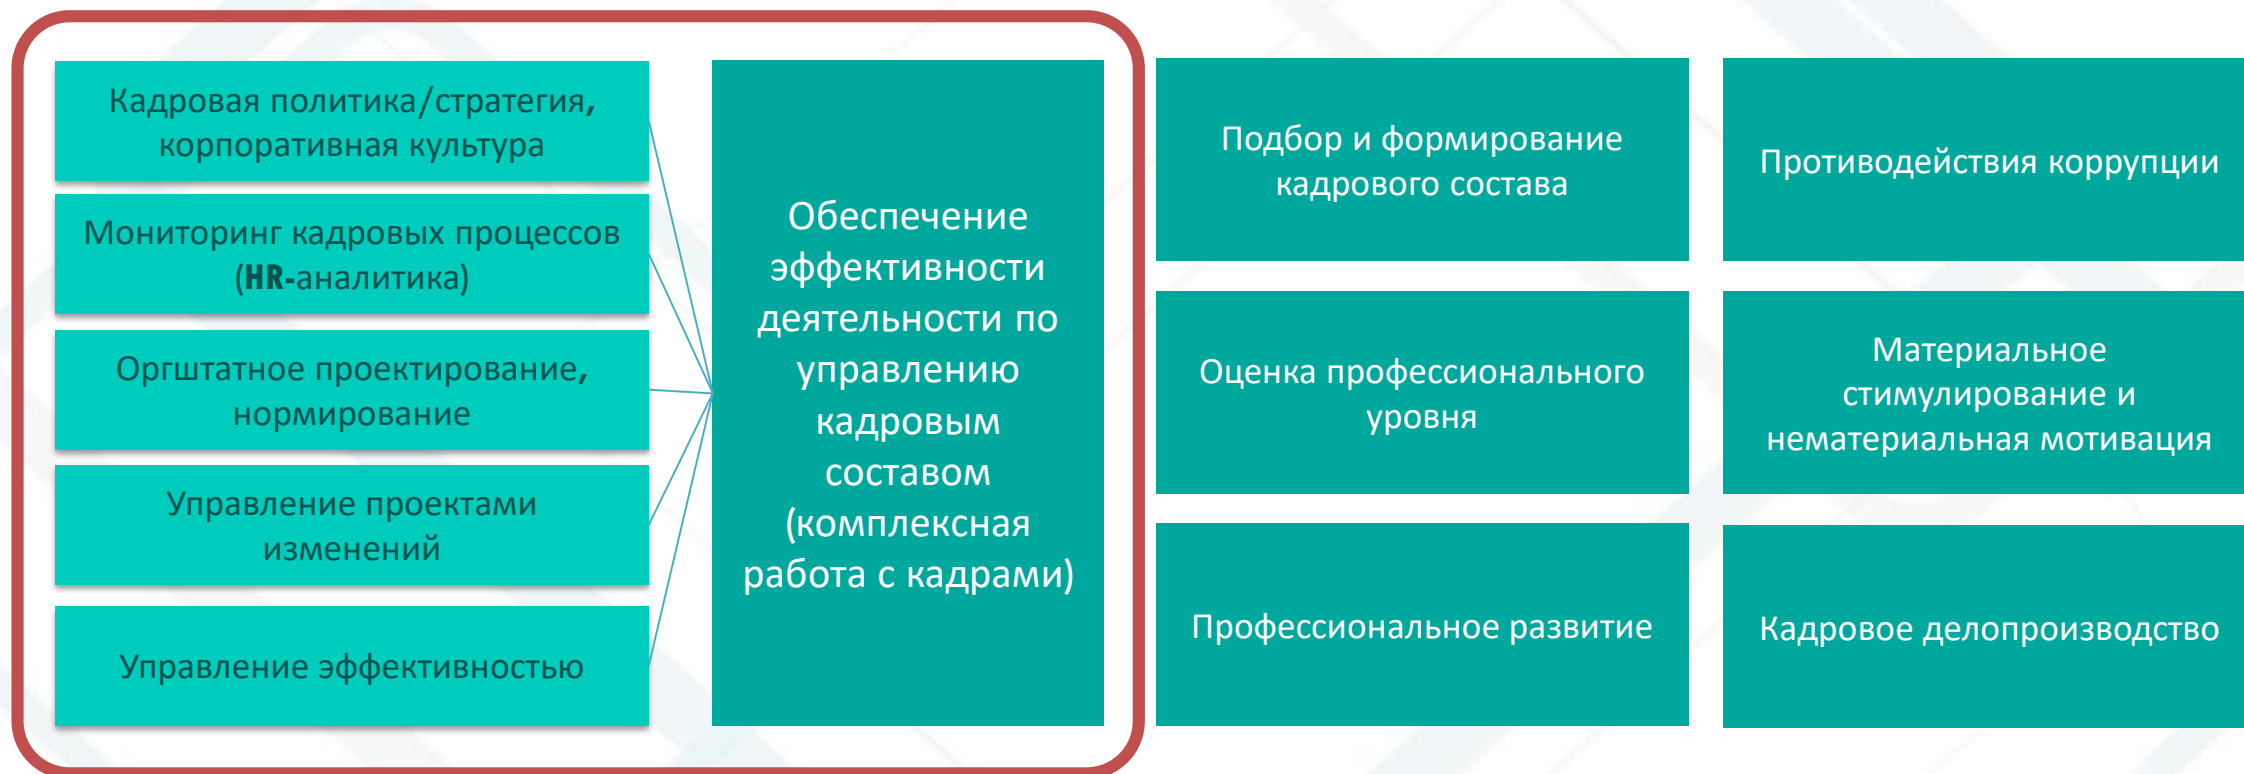 Кадровая политика/стратегия,
корпоративная культура
Мониторинг кадровых процессов
(HR-аналитика)
Оргштатное проектирование,
нормирование
Управление проектами
изменений
Управление эффективностью
Обеспечение
эффективности
деятельности по
управлению
кадровым
составом
(комплексная
работа с кадрами)
Подбор и формирование
кадрового состава
Оценка профессионального
уровня
Профессиональное развитие
Противодействия коррупции
Материальное
стимулирование и
нематериальная мотивация
Кадровое делопроизводство